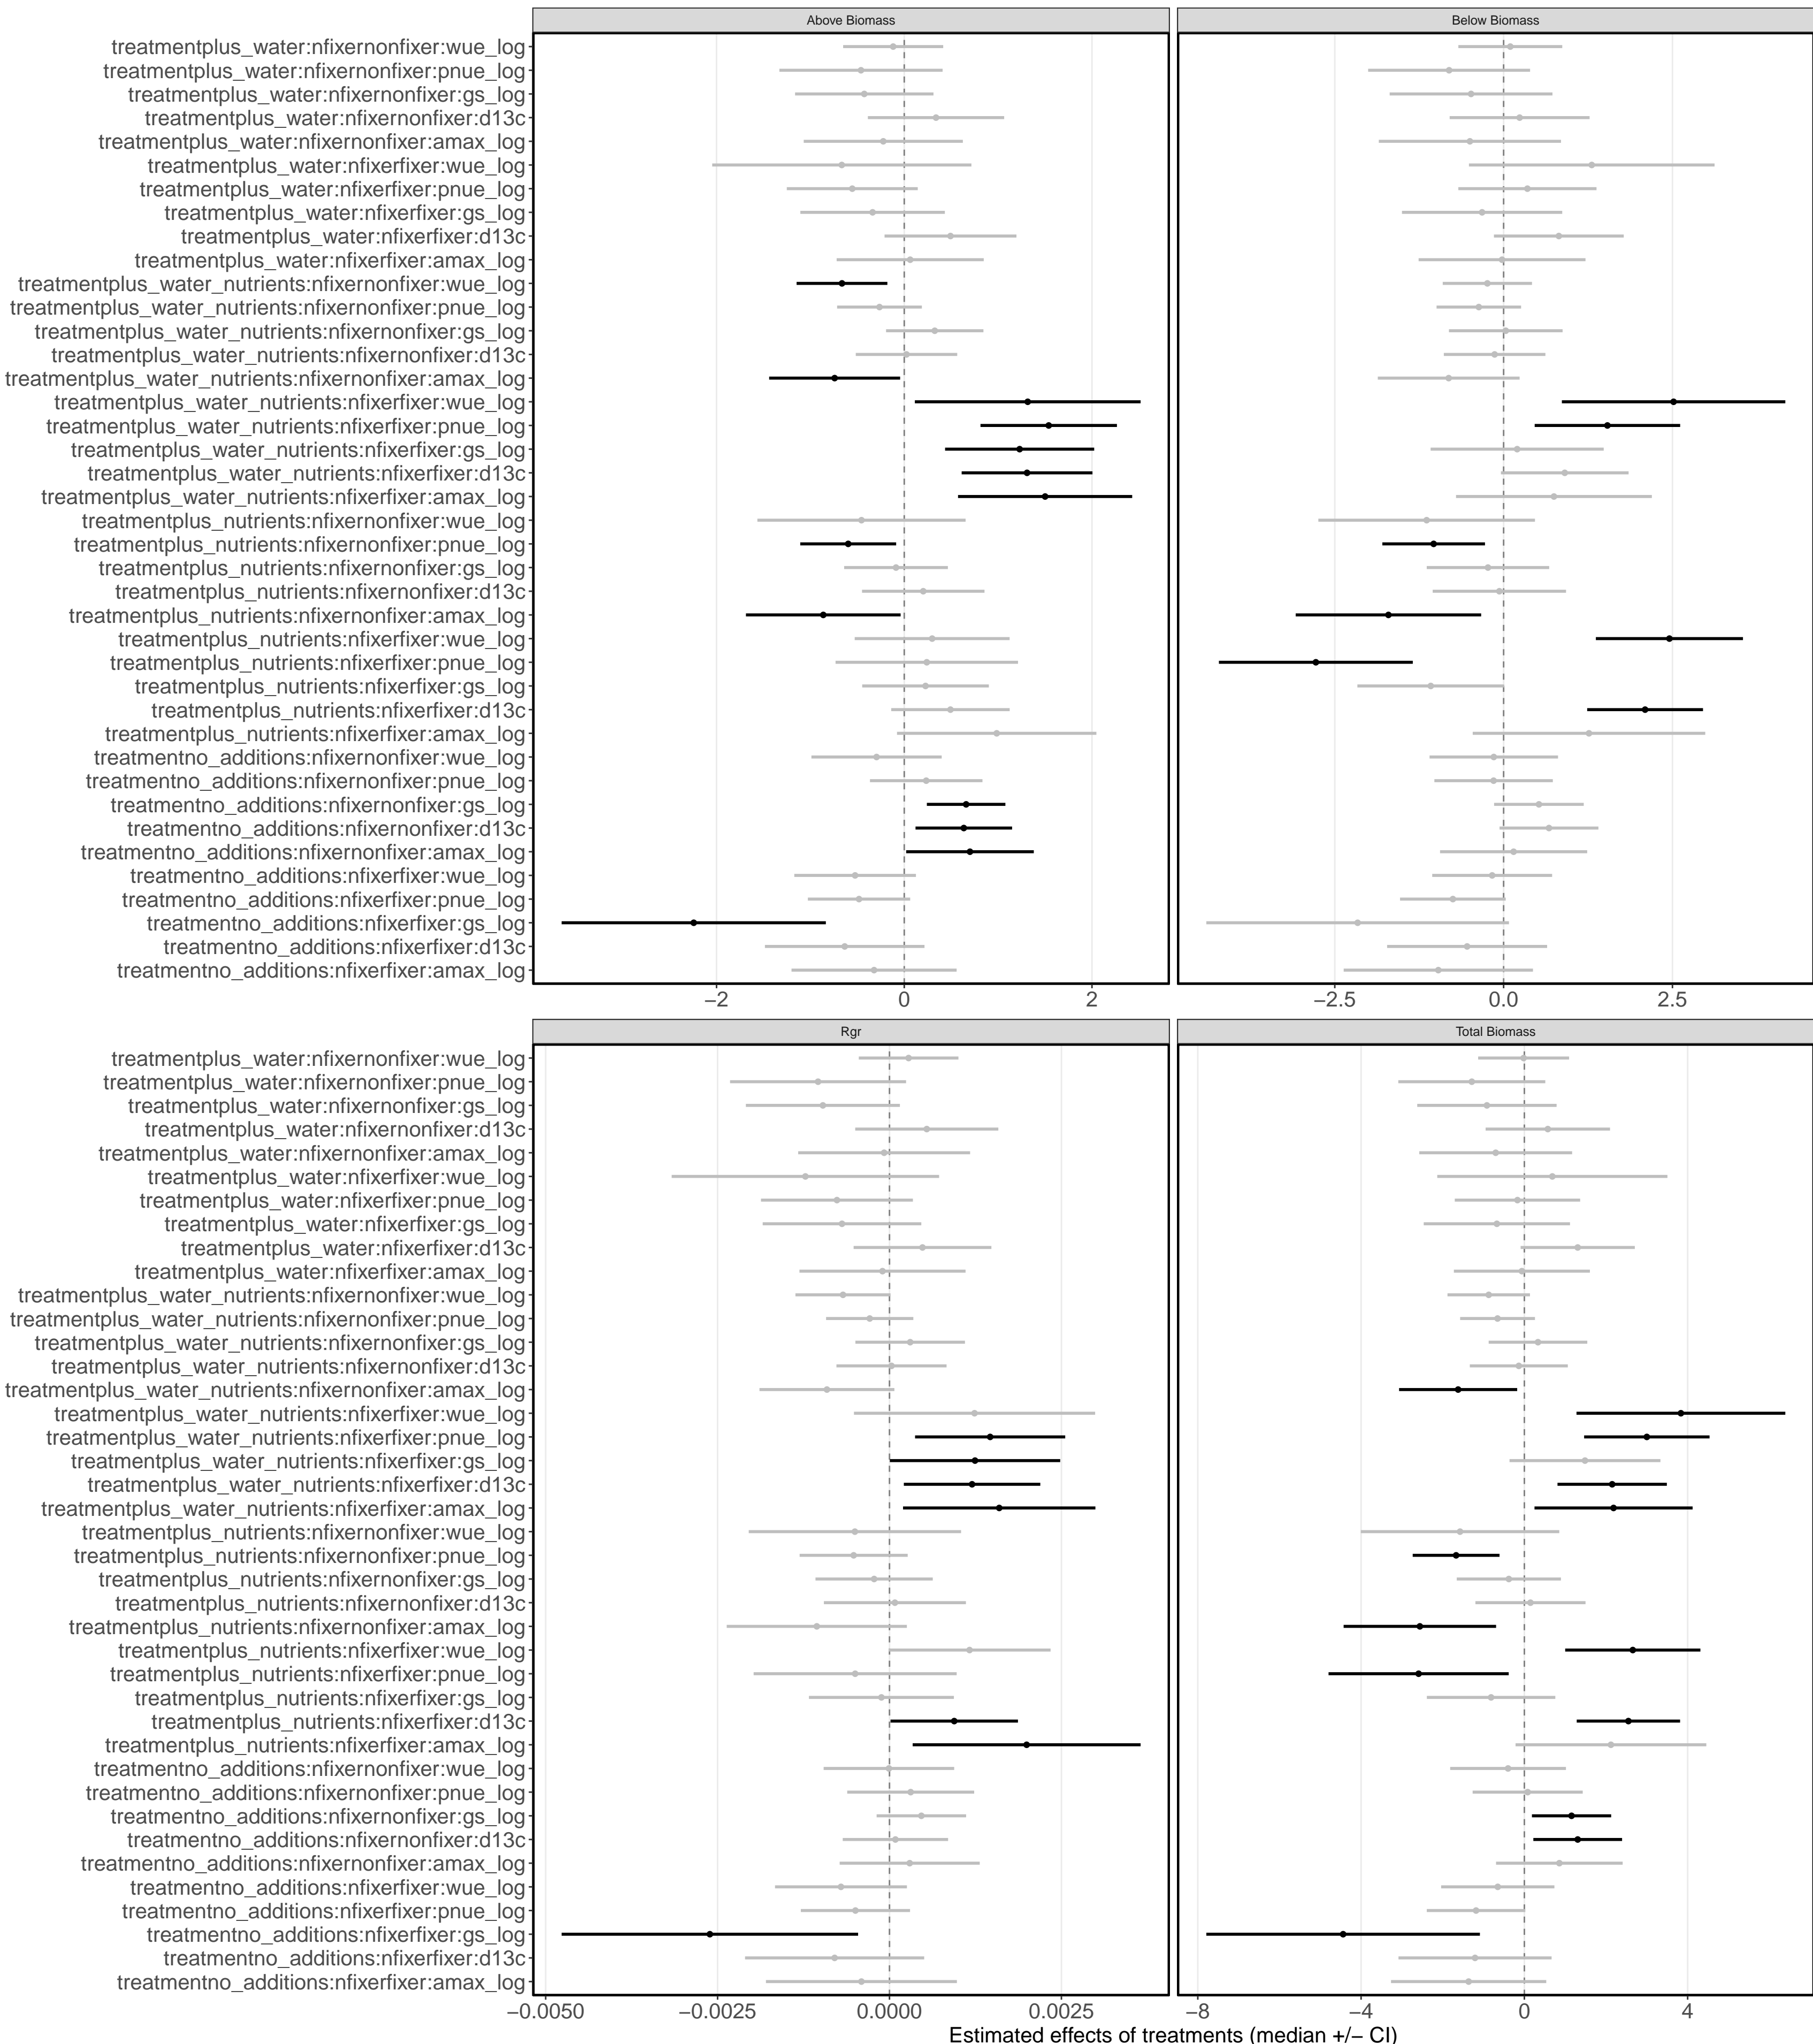 Above Biomass
Below Biomass
treatmentplus_water:nfixernonfixer:wue_log
treatmentplus_water:nfixernonfixer:pnue_log
treatmentplus_water:nfixernonfixer:gs_log
treatmentplus_water:nfixernonfixer:d13c
treatmentplus_water:nfixernonfixer:amax_log
treatmentplus_water:nfixerfixer:wue_log
treatmentplus_water:nfixerfixer:pnue_log
treatmentplus_water:nfixerfixer:gs_log
treatmentplus_water:nfixerfixer:d13c
treatmentplus_water:nfixerfixer:amax_log
treatmentplus_water_nutrients:nfixernonfixer:wue_log
treatmentplus_water_nutrients:nfixernonfixer:pnue_log
treatmentplus_water_nutrients:nfixernonfixer:gs_log
treatmentplus_water_nutrients:nfixernonfixer:d13c
treatmentplus_water_nutrients:nfixernonfixer:amax_log
treatmentplus_water_nutrients:nfixerfixer:wue_log
treatmentplus_water_nutrients:nfixerfixer:pnue_log
treatmentplus_water_nutrients:nfixerfixer:gs_log
treatmentplus_water_nutrients:nfixerfixer:d13c
treatmentplus_water_nutrients:nfixerfixer:amax_log
treatmentplus_nutrients:nfixernonfixer:wue_log
treatmentplus_nutrients:nfixernonfixer:pnue_log
treatmentplus_nutrients:nfixernonfixer:gs_log
treatmentplus_nutrients:nfixernonfixer:d13c
treatmentplus_nutrients:nfixernonfixer:amax_log
treatmentplus_nutrients:nfixerfixer:wue_log
treatmentplus_nutrients:nfixerfixer:pnue_log
treatmentplus_nutrients:nfixerfixer:gs_log
treatmentplus_nutrients:nfixerfixer:d13c
treatmentplus_nutrients:nfixerfixer:amax_log
treatmentno_additions:nfixernonfixer:wue_log
treatmentno_additions:nfixernonfixer:pnue_log
treatmentno_additions:nfixernonfixer:gs_log
treatmentno_additions:nfixernonfixer:d13c
treatmentno_additions:nfixernonfixer:amax_log
treatmentno_additions:nfixerfixer:wue_log
treatmentno_additions:nfixerfixer:pnue_log
treatmentno_additions:nfixerfixer:gs_log
treatmentno_additions:nfixerfixer:d13c
treatmentno_additions:nfixerfixer:amax_log
−2 0 2
−2.5 0.0 2.5
Rgr
Total Biomass
treatmentplus_water:nfixernonfixer:wue_log
treatmentplus_water:nfixernonfixer:pnue_log
treatmentplus_water:nfixernonfixer:gs_log
treatmentplus_water:nfixernonfixer:d13c
treatmentplus_water:nfixernonfixer:amax_log
treatmentplus_water:nfixerfixer:wue_log
treatmentplus_water:nfixerfixer:pnue_log
treatmentplus_water:nfixerfixer:gs_log
treatmentplus_water:nfixerfixer:d13c
treatmentplus_water:nfixerfixer:amax_log
treatmentplus_water_nutrients:nfixernonfixer:wue_log
treatmentplus_water_nutrients:nfixernonfixer:pnue_log
treatmentplus_water_nutrients:nfixernonfixer:gs_log
treatmentplus_water_nutrients:nfixernonfixer:d13c
treatmentplus_water_nutrients:nfixernonfixer:amax_log
treatmentplus_water_nutrients:nfixerfixer:wue_log
treatmentplus_water_nutrients:nfixerfixer:pnue_log
treatmentplus_water_nutrients:nfixerfixer:gs_log
treatmentplus_water_nutrients:nfixerfixer:d13c
treatmentplus_water_nutrients:nfixerfixer:amax_log
treatmentplus_nutrients:nfixernonfixer:wue_log
treatmentplus_nutrients:nfixernonfixer:pnue_log
treatmentplus_nutrients:nfixernonfixer:gs_log
treatmentplus_nutrients:nfixernonfixer:d13c
treatmentplus_nutrients:nfixernonfixer:amax_log
treatmentplus_nutrients:nfixerfixer:wue_log
treatmentplus_nutrients:nfixerfixer:pnue_log
treatmentplus_nutrients:nfixerfixer:gs_log
treatmentplus_nutrients:nfixerfixer:d13c
treatmentplus_nutrients:nfixerfixer:amax_log
treatmentno_additions:nfixernonfixer:wue_log
treatmentno_additions:nfixernonfixer:pnue_log
treatmentno_additions:nfixernonfixer:gs_log
treatmentno_additions:nfixernonfixer:d13c
treatmentno_additions:nfixernonfixer:amax_log
treatmentno_additions:nfixerfixer:wue_log
treatmentno_additions:nfixerfixer:pnue_log
treatmentno_additions:nfixerfixer:gs_log
treatmentno_additions:nfixerfixer:d13c
treatmentno_additions:nfixerfixer:amax_log
−0.0050 −0.0025 0.0000 0.0025
−8 −4 0 4
Estimated effects of treatments (median +/− CI)